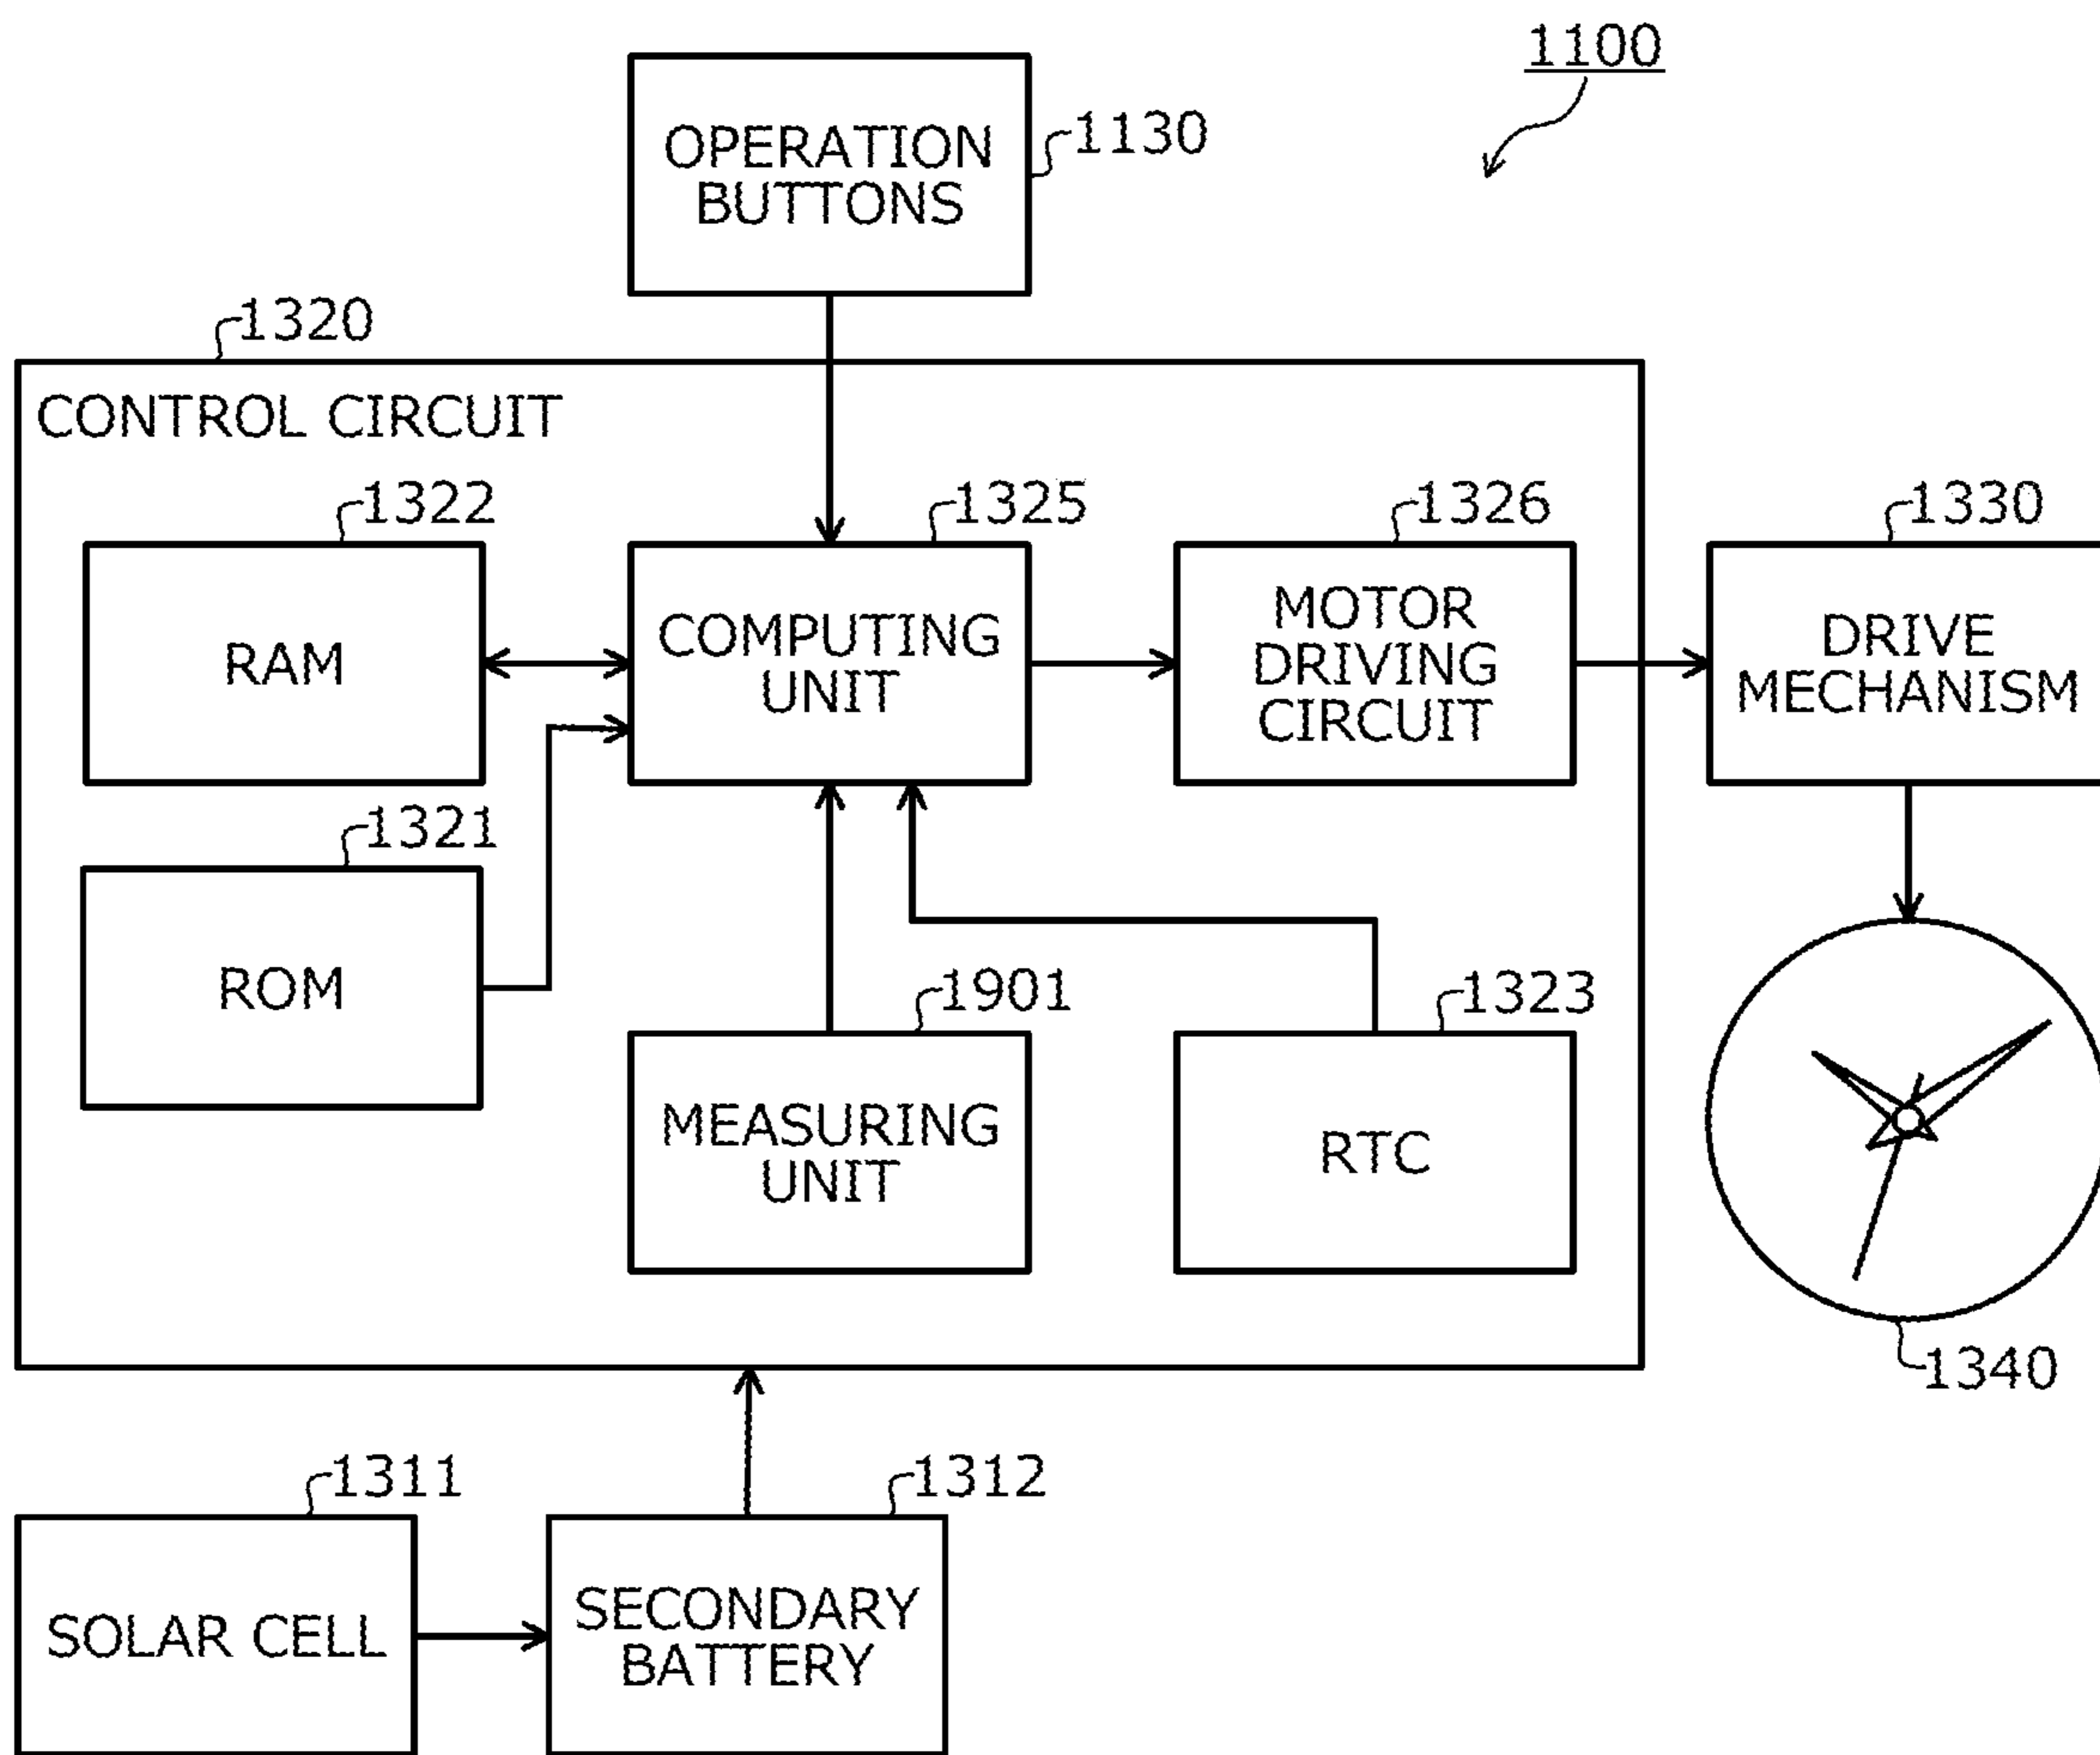 1100
OPERATION
BUTTONS
1130
1320
CONTROL CIRCUIT
1322
1325
1326
1330
RAM
COMPUTING
UNIT
MOTOR
DRIVING
CIRCUIT
DRIVE
MECHANISM
1321
ROM
1901
1323
MEASURING
UNIT
RTC
1340
1311
1312
SOLAR CELL
SECONDARY
BATTERY